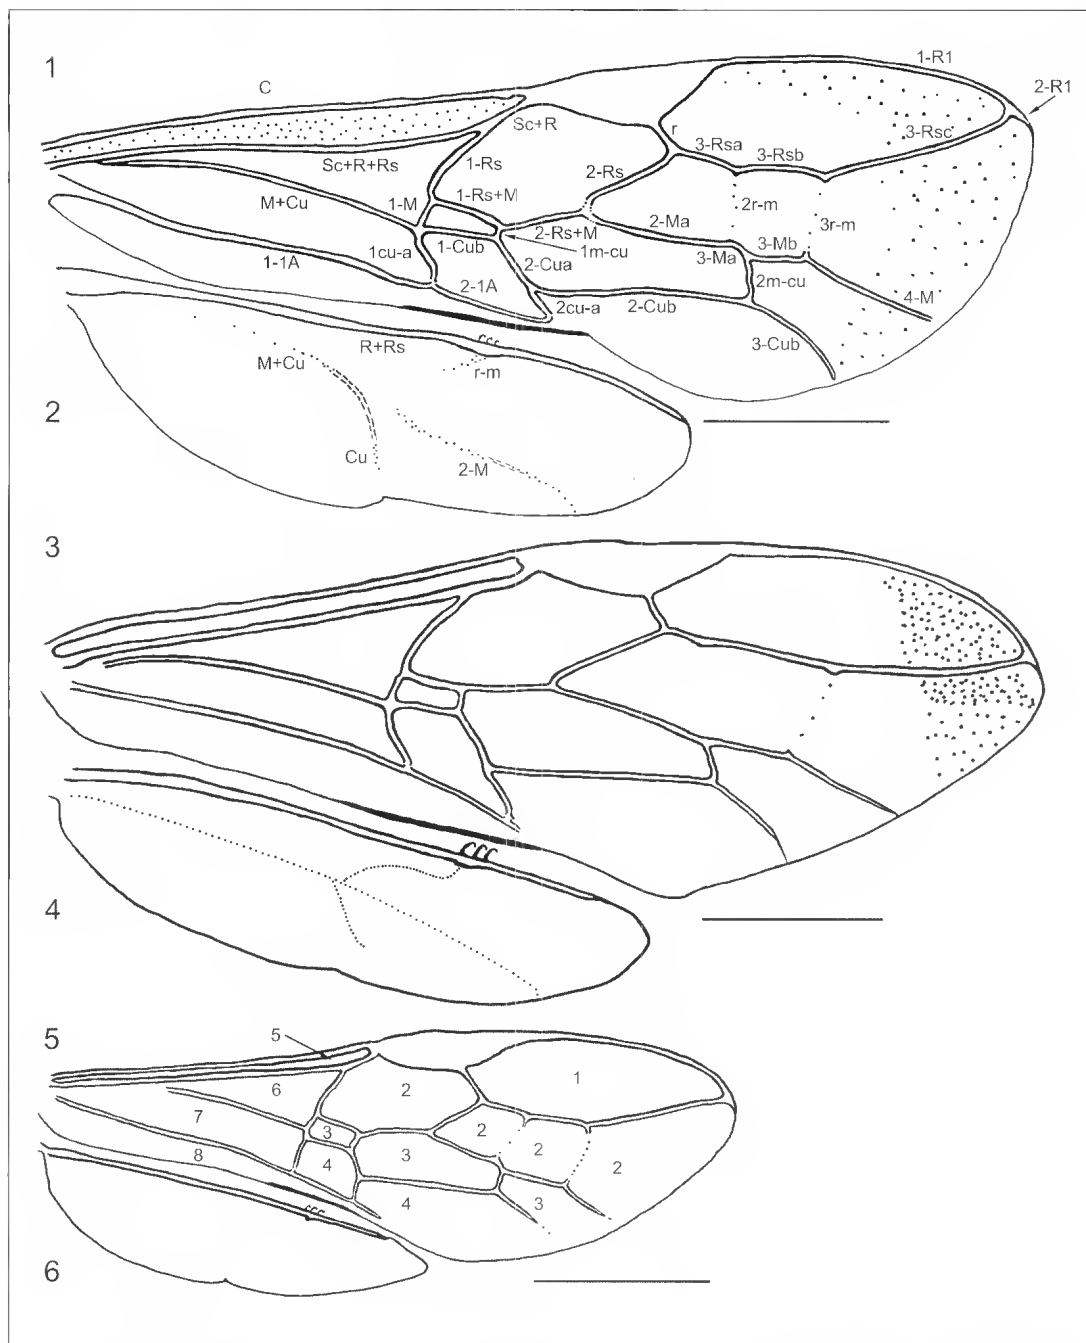 1
C
1-R1
2-R1
Sc+R
r
3-Rsa
3-Rsb
3-Rsc
Sc+R+Rs
1-Rs
2-Rs
M+Cu
1-M
1-Rs+M
2r-m
3r-m
2-Ma
2-Rs+M
1-1A
1cu-a
1-Cub
1m-cu
3-Ma
3-Mb
2-Cua
2m-cu
2-1A
2cu-a
2-Cub
4-M
3-Cub
R+Rs
M+Cu
r-m
2
Cu
2-M
3
4
5
5
6
2
1
7
3
2
2
2
8
4
3
4
3
6